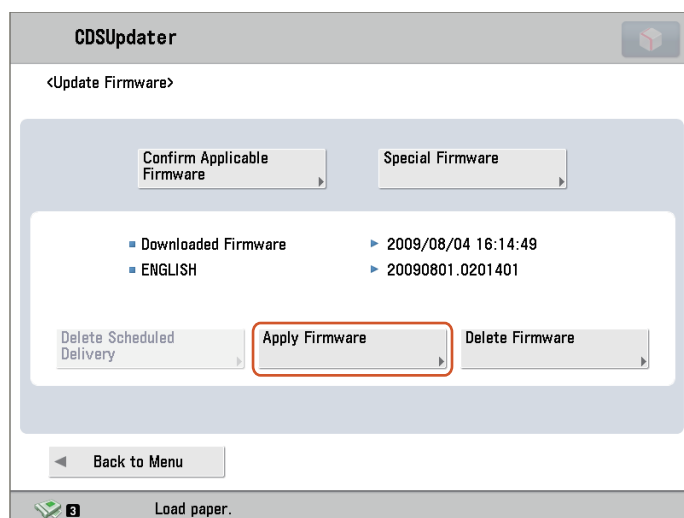 CDSUpdater
<Update Firmware>
Confirm Applicable
Firmware
Special Firmware
Downloaded Firmware
2009/08/04 16:14:49
ENGLISH
20090801.0201401
Delete Scheduled
Delivery
Apply Firmware
Delete Firmware
Back to Menu
3
Load paper.